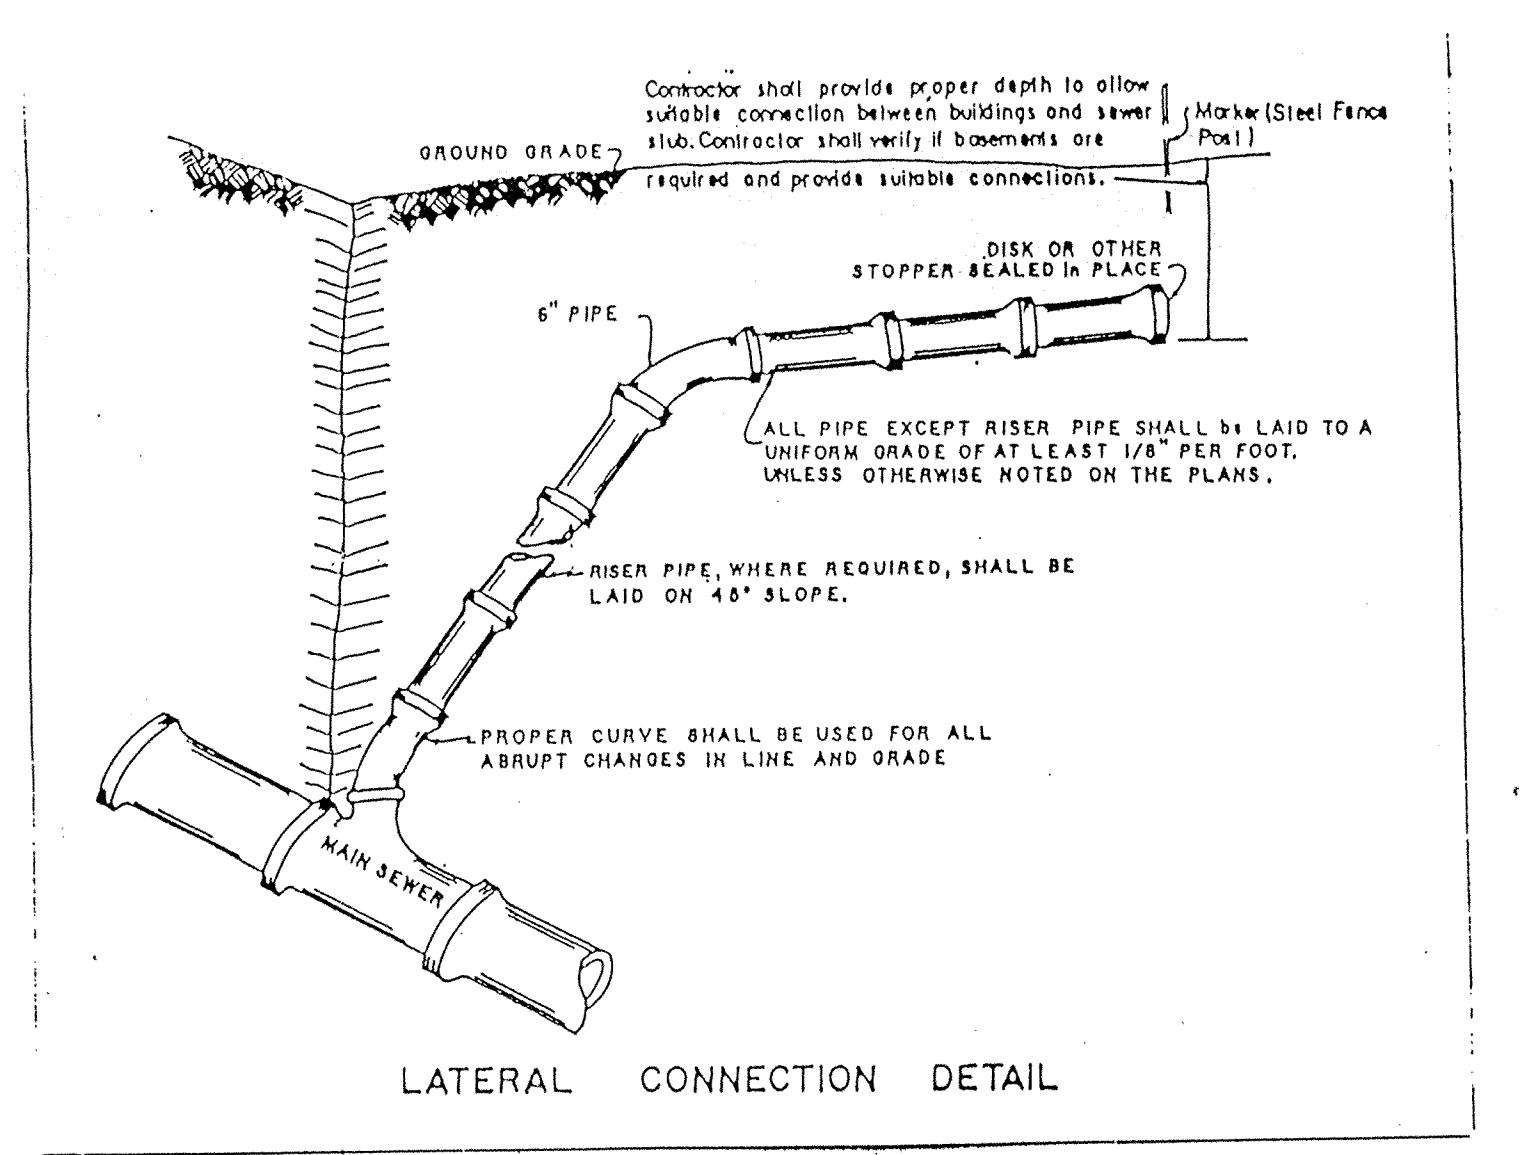 Contractor shall provide proper depth to allow
suitable connection between buildings and sewer
stub. Contractor shall verify if basements are
required and provide suitable connections.
Marker (Steel Fence
Post)
GROUND GRADE
DISK OR OTHER
STOPPER SEALED In PLACE
6" PIPE
ALL PIPE EXCEPT RISER PIPE SHALL be LAID TO A
UNIFORM GRADE OF AT LEAST 1/8" PER FOOT.
UNLESS OTHERWISE NOTED ON THE PLANS.
RISER PIPE, WHERE REQUIRED, SHALL BE
LAID ON SLOPE.
PROPER CURVE SHALL BE USED FOR ALL
ABRUPT CHANGES IN LINE AND GRADE
MAIN SEWER
LATERAL CONNECTION DETAIL